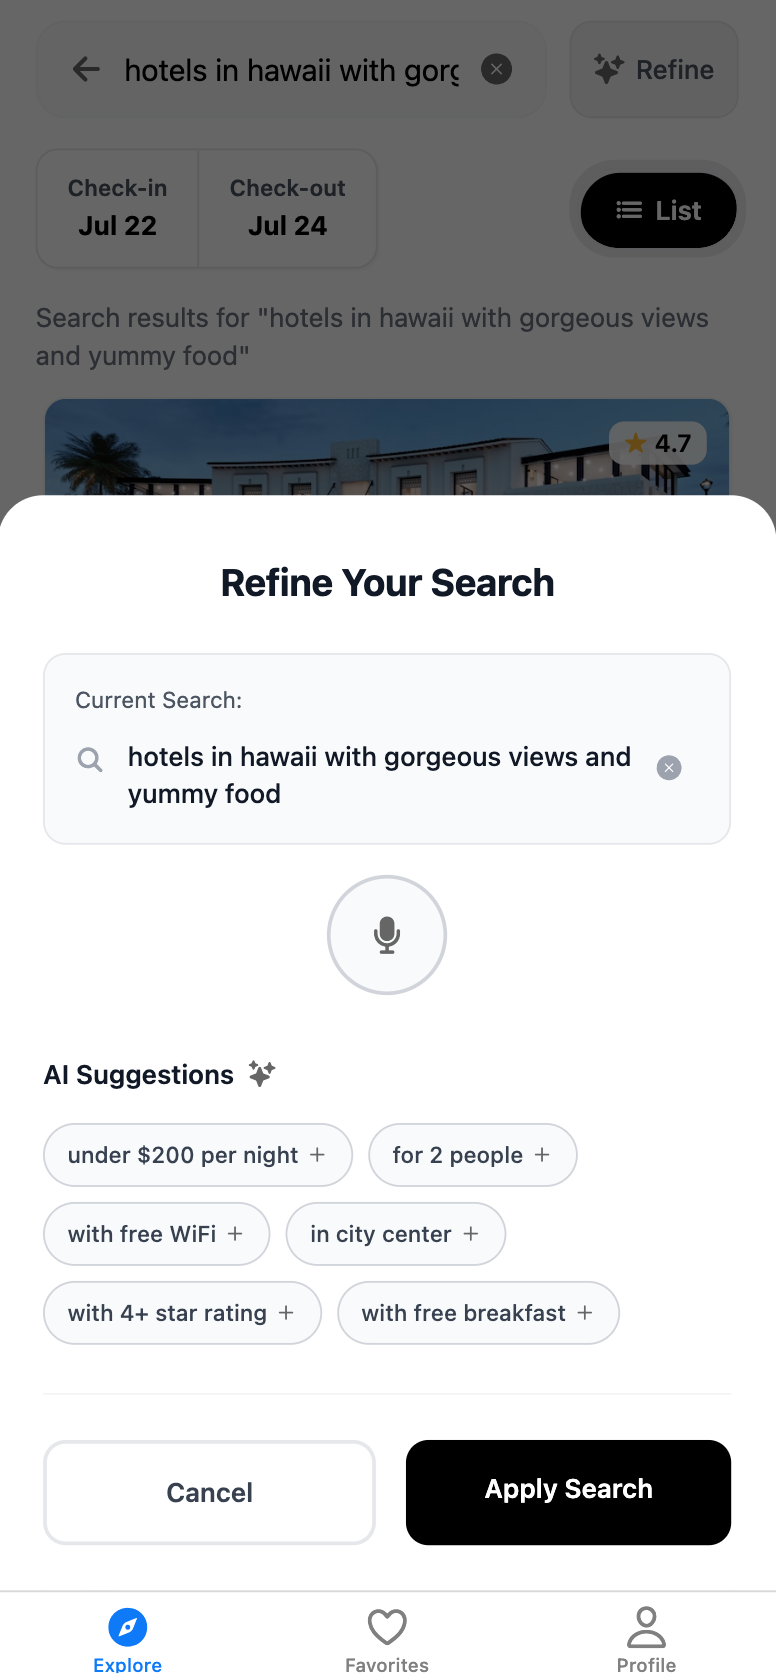 hotels in hawaii with gorg
Refine
Check-in
Jul 22
Check-out
Jul 24
List
Search results for "hotels in hawaii with gorgeous views
and yummy food"
4.7
Refine Your Search
Current Search:
hotels in hawaii with gorgeous views and
yummy food
AI Suggestions
under $200 per night +
for 2 people +
with free WiFi +
in city center +
with 4+ star rating +
with free breakfast +
Cancel
Apply Search
Explore
Favorites
Profile